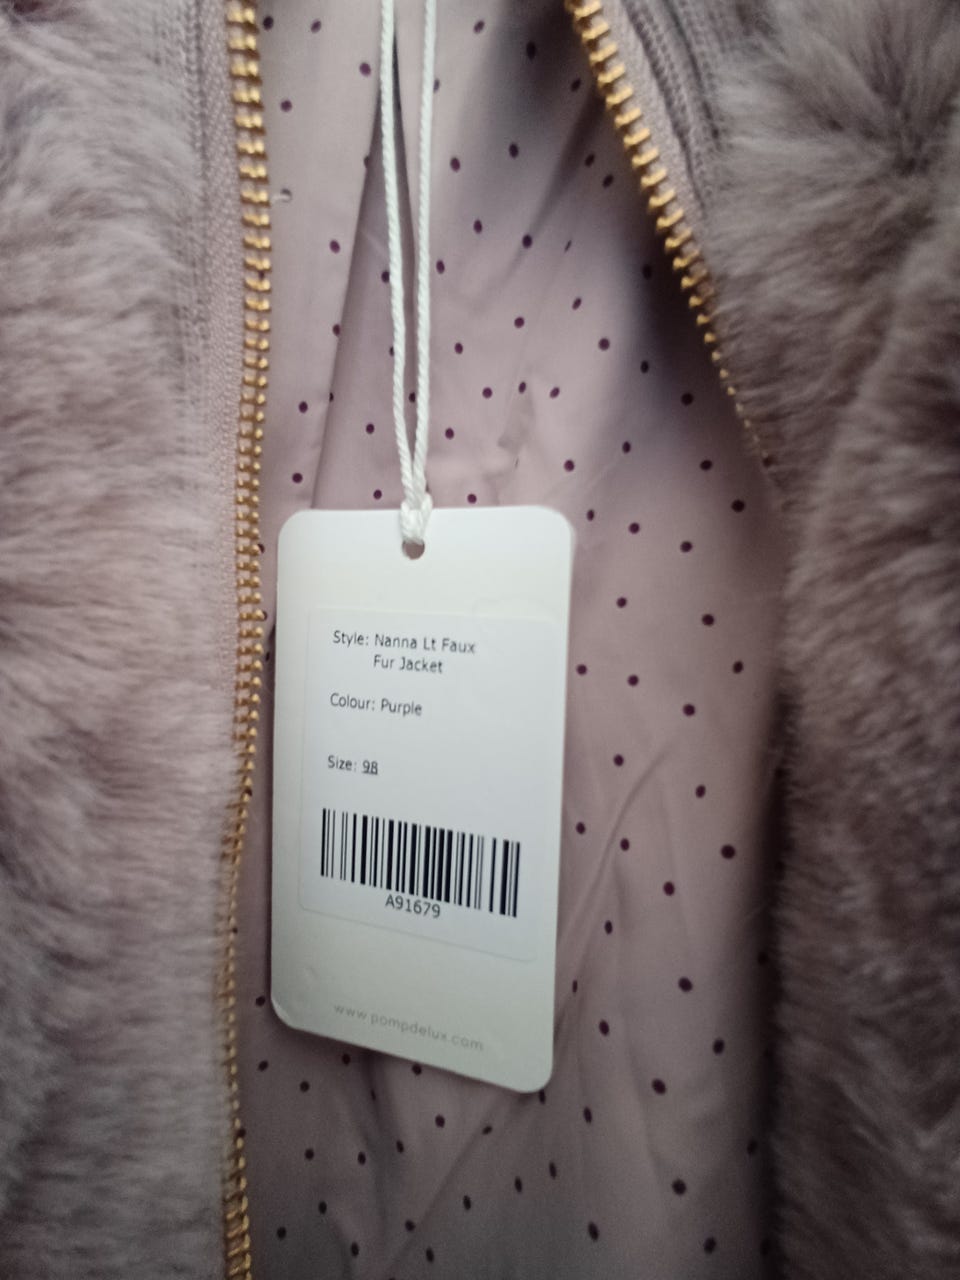 Style: Nanna Lt Faux
Fur Jacket
Colour: Purple
Size: 98
A91679
www.pompdelux.com